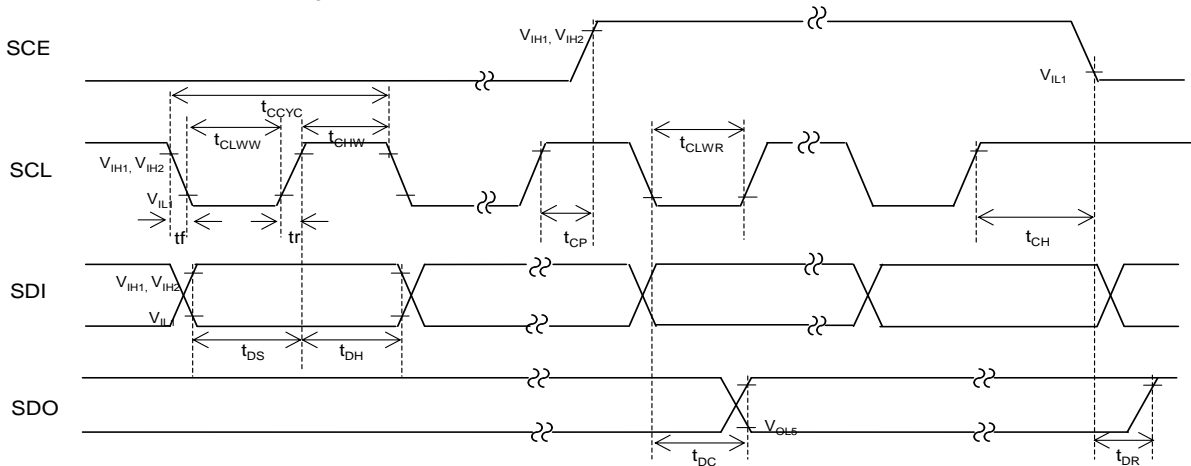 SCE
V_IH1, V_IH2
V_IL1
t_CCYC
t_CLWW
t_CHW
t_CLWR
SCL
V_IH1, V_IH2
V_IL1
tf
tr
t_CP
t_CH
SDI
V_IH1, V_IH2
V_IL
t_DS
t_DH
SDO
V_OL5
t_DC
t_DR